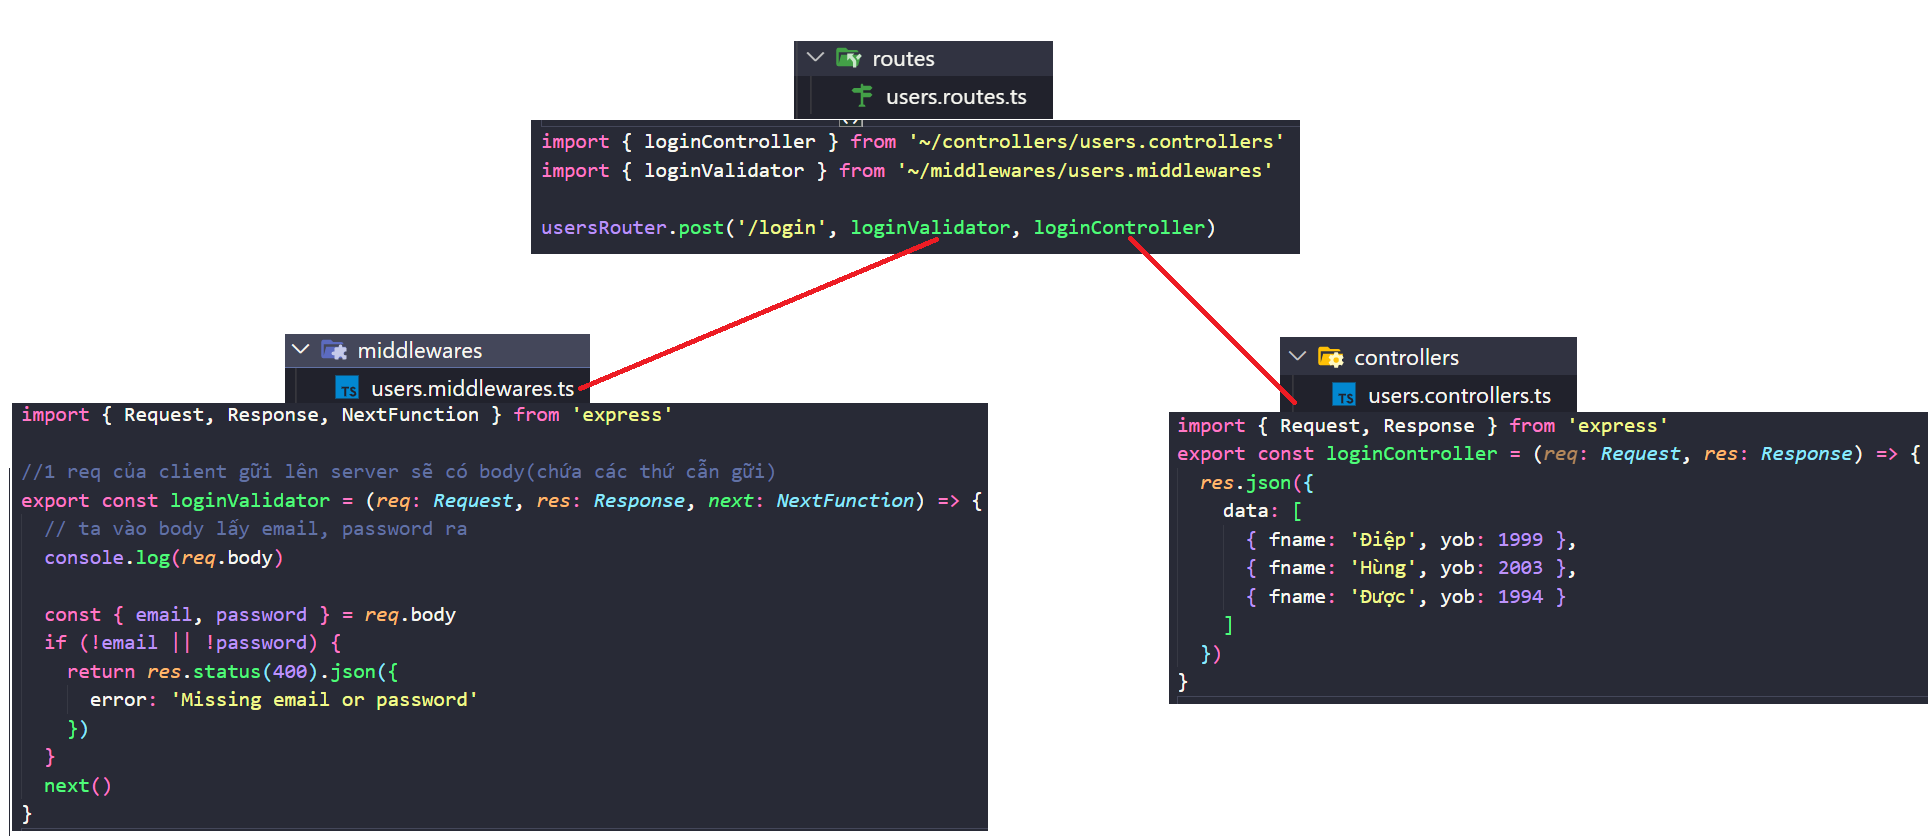 routes
users.routes.ts
import { loginController } from '~/controllers/users.controllers'
import { loginValidator } from '~/middlewares/users.middlewares'
usersRouter.post('/login', loginValidator, loginController)
middlewares
TS users.middlewares.ts
import { Request, Response, NextFunction } from 'express'
//1 req của client gữi lên server sẽ có body(chứa các thứ cẫn gữi)
export const loginValidator = (req: Request, res: Response, next: NextFunction) => {
// ta vào body lấy email, password ra
console.log(req.body)
const { email, password } = req.body
if (!email || !password) {
return res.status(400).json({
error: 'Missing email or password'
})
}
next()
}
controllers
TS users.controllers.ts
import { Request, Response } from 'express'
export const loginController = (req: Request, res: Response) => {
res.json({
data: [
{ fname: 'Điệp', yob: 1999 },
{ fname: 'Hùng', yob: 2003 },
{ fname: 'Được', yob: 1994 }
]
})
}